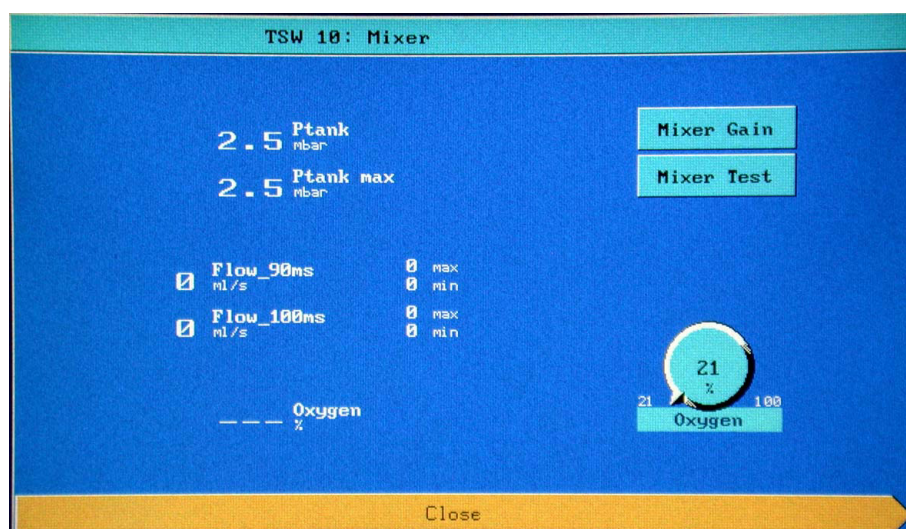 TSW 10: Mixer
2.5 Ptank
mbar
Mixer Gain
2.5 Ptank max
mbar
Mixer Test
0 Flow_90ms 0 max
ml/s 0 min
0 Flow_100ms 0 max
ml/s 0 min
21
%
21 100
Oxygen
___ Oxygen
%
Close